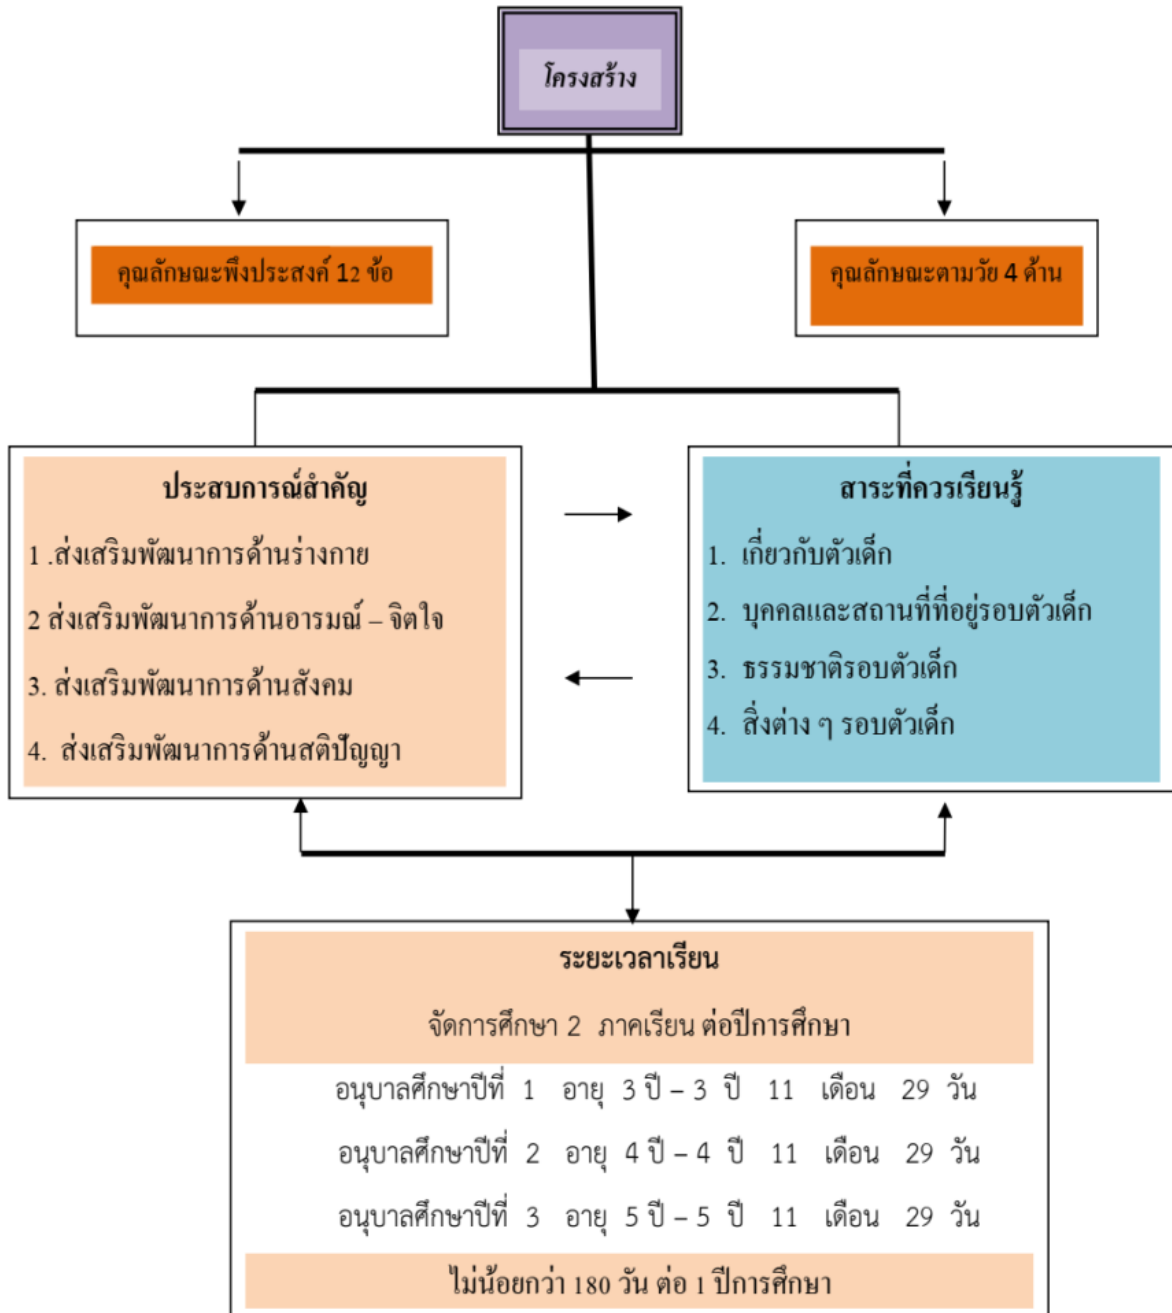 โครงสร้าง
คุณลักษณะพึงประสงค์ 12 ข้อ
คุณลักษณะตามวัย 4 ด้าน
ประสบการณ์สำคัญ
1 .ส่งเสริมพัฒนาการด้านร่างกาย
2 ส่งเสริมพัฒนาการด้านอารมณ์ – จิตใจ
3. ส่งเสริมพัฒนาการด้านสังคม
4. ส่งเสริมพัฒนาการด้านสติปัญญา
สาระที่ควรเรียนรู้
1. เกี่ยวกับตัวเด็ก
2. บุคคลและสถานที่ที่อยู่รอบตัวเด็ก
3. ธรรมชาติรอบตัวเด็ก
4. สิ่งต่าง ๆ รอบตัวเด็ก
ระยะเวลาเรียน
จัดการศึกษา 2 ภาคเรียน ต่อปีการศึกษา
อนุบาลศึกษาปีที่ 1 อายุ 3 ปี – 3 ปี 11 เดือน 29 วัน
อนุบาลศึกษาปีที่ 2 อายุ 4 ปี – 4 ปี 11 เดือน 29 วัน
อนุบาลศึกษาปีที่ 3 อายุ 5 ปี – 5 ปี 11 เดือน 29 วัน
ไม่น้อยกว่า 180 วัน ต่อ 1 ปีการศึกษา